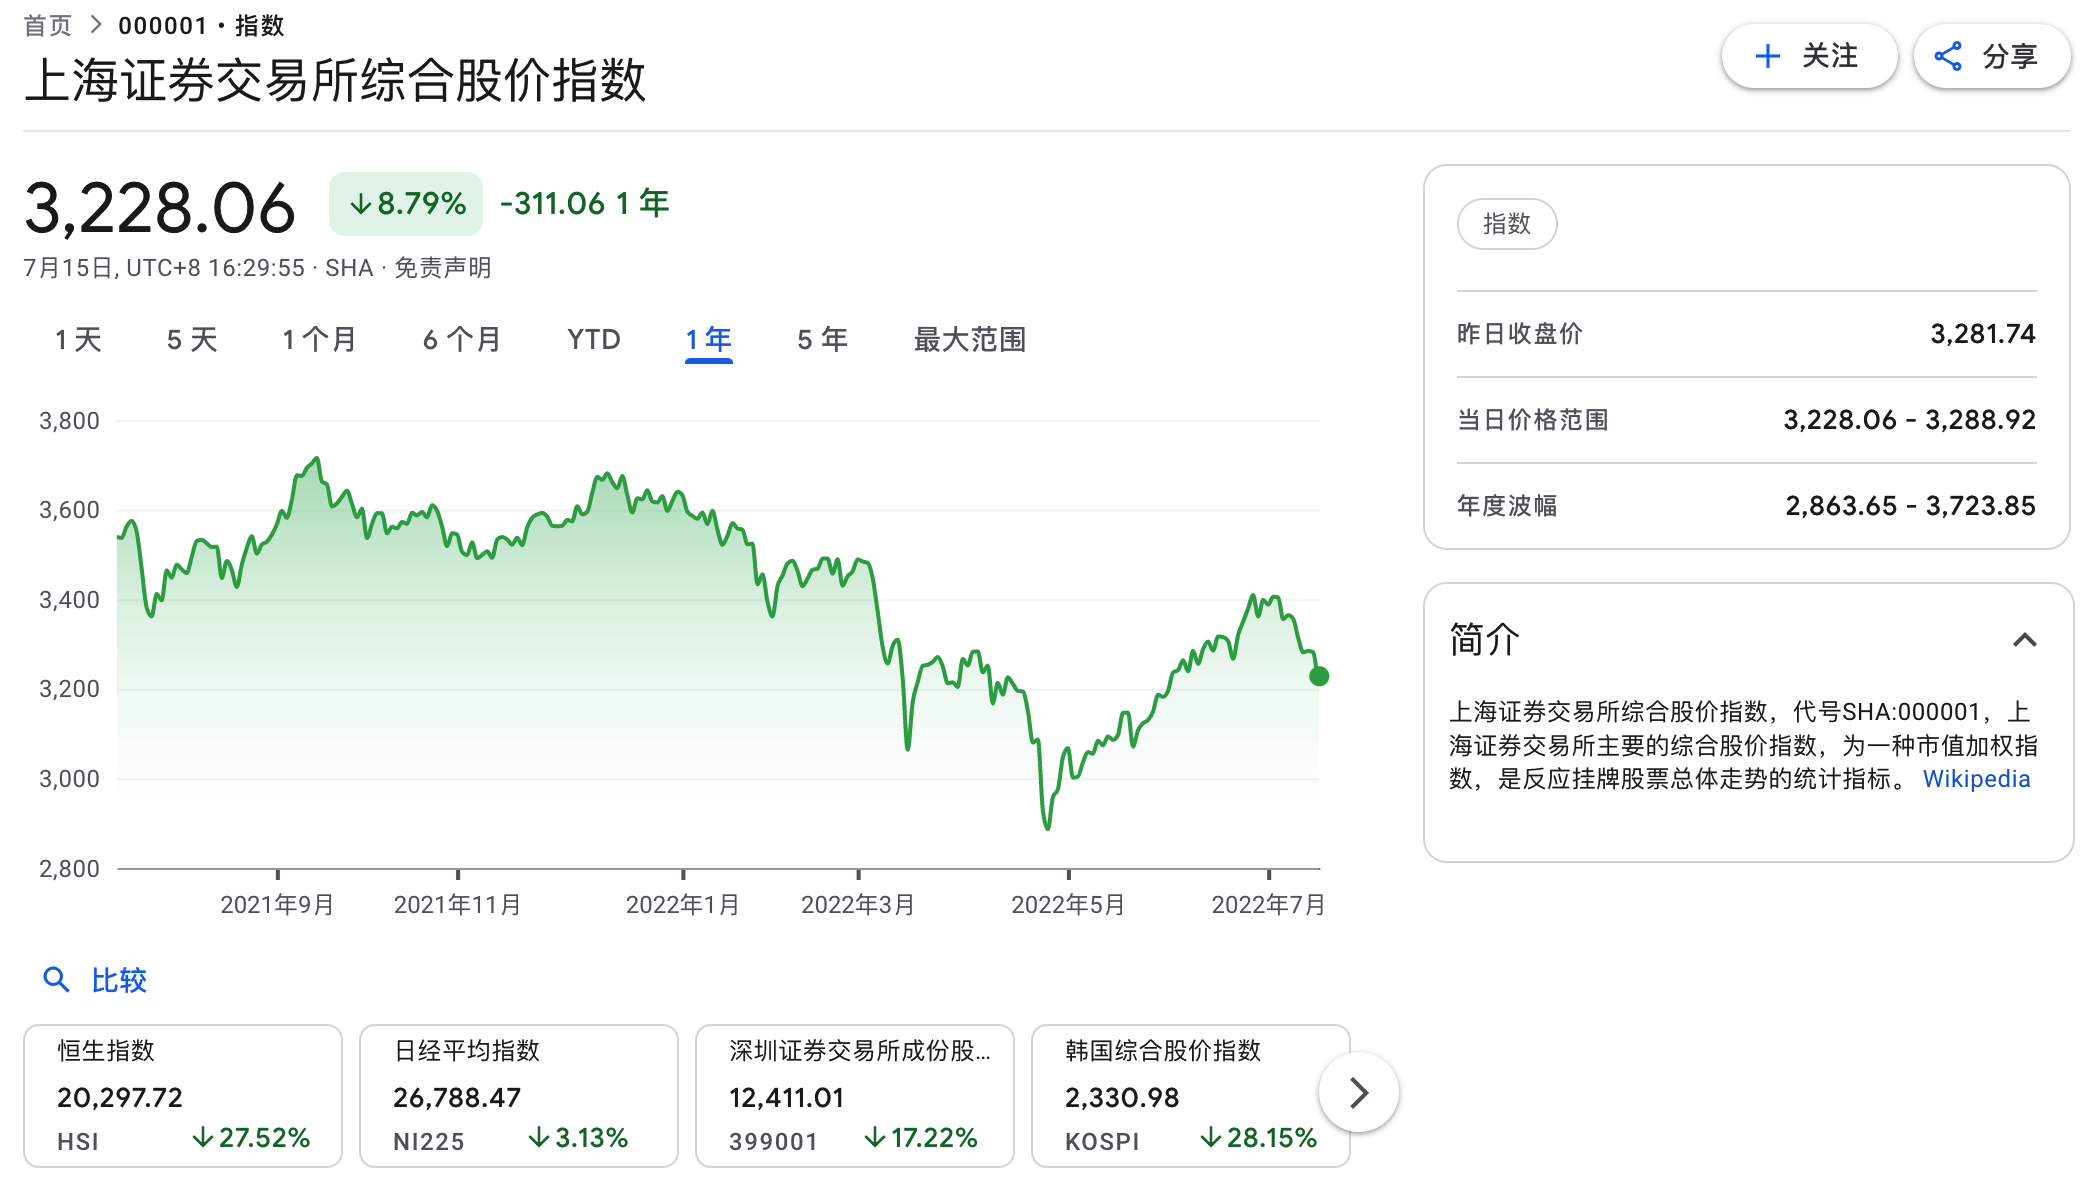 首页 > 000001 • 指数
上海证券交易所综合股价指数
关注
分享
3,228.06
↓8.79%
-311.06 1 年
7月15日, UTC+8 16:29:55 · SHA · 免责声明
1 天
5 天
1 个月
6 个月
YTD
1 年
5 年
最大范围
3,800
3,600
3,400
3,200
3,000
2,800
2021年9月
2021年11月
2022年1月
2022年3月
2022年5月
2022年7月
指数
昨日收盘价 3,281.74
当日价格范围 3,228.06 - 3,288.92
年度波幅 2,863.65 - 3,723.85
简介
上海证券交易所综合股价指数，代号SHA:000001，上
海证券交易所主要的综合股价指数，为一种市值加权指
数，是反应挂牌股票总体走势的统计指标。 Wikipedia
比较
恒生指数
20,297.72
HSI ↓27.52%
日经平均指数
26,788.47
NI225 ↓3.13%
深圳证券交易所成份股...
12,411.01
399001 ↓17.22%
韩国综合股价指数
2,330.98
KOSPI ↓28.15%